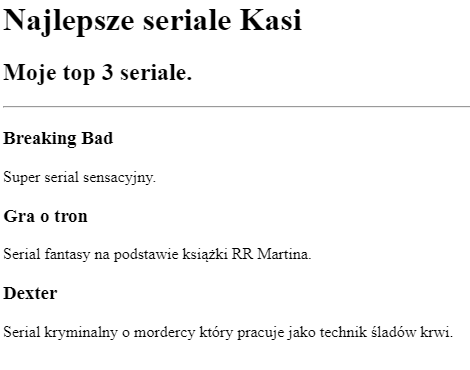 Najlepsze seriale Kasi
Moje top 3 seriale.
Breaking Bad
Super serial sensacyjny.
Gra o tron
Serial fantasy na podstawie książki RR Martina.
Dexter
Serial kryminalny o mordercy który pracuje jako technik śladów krwi.